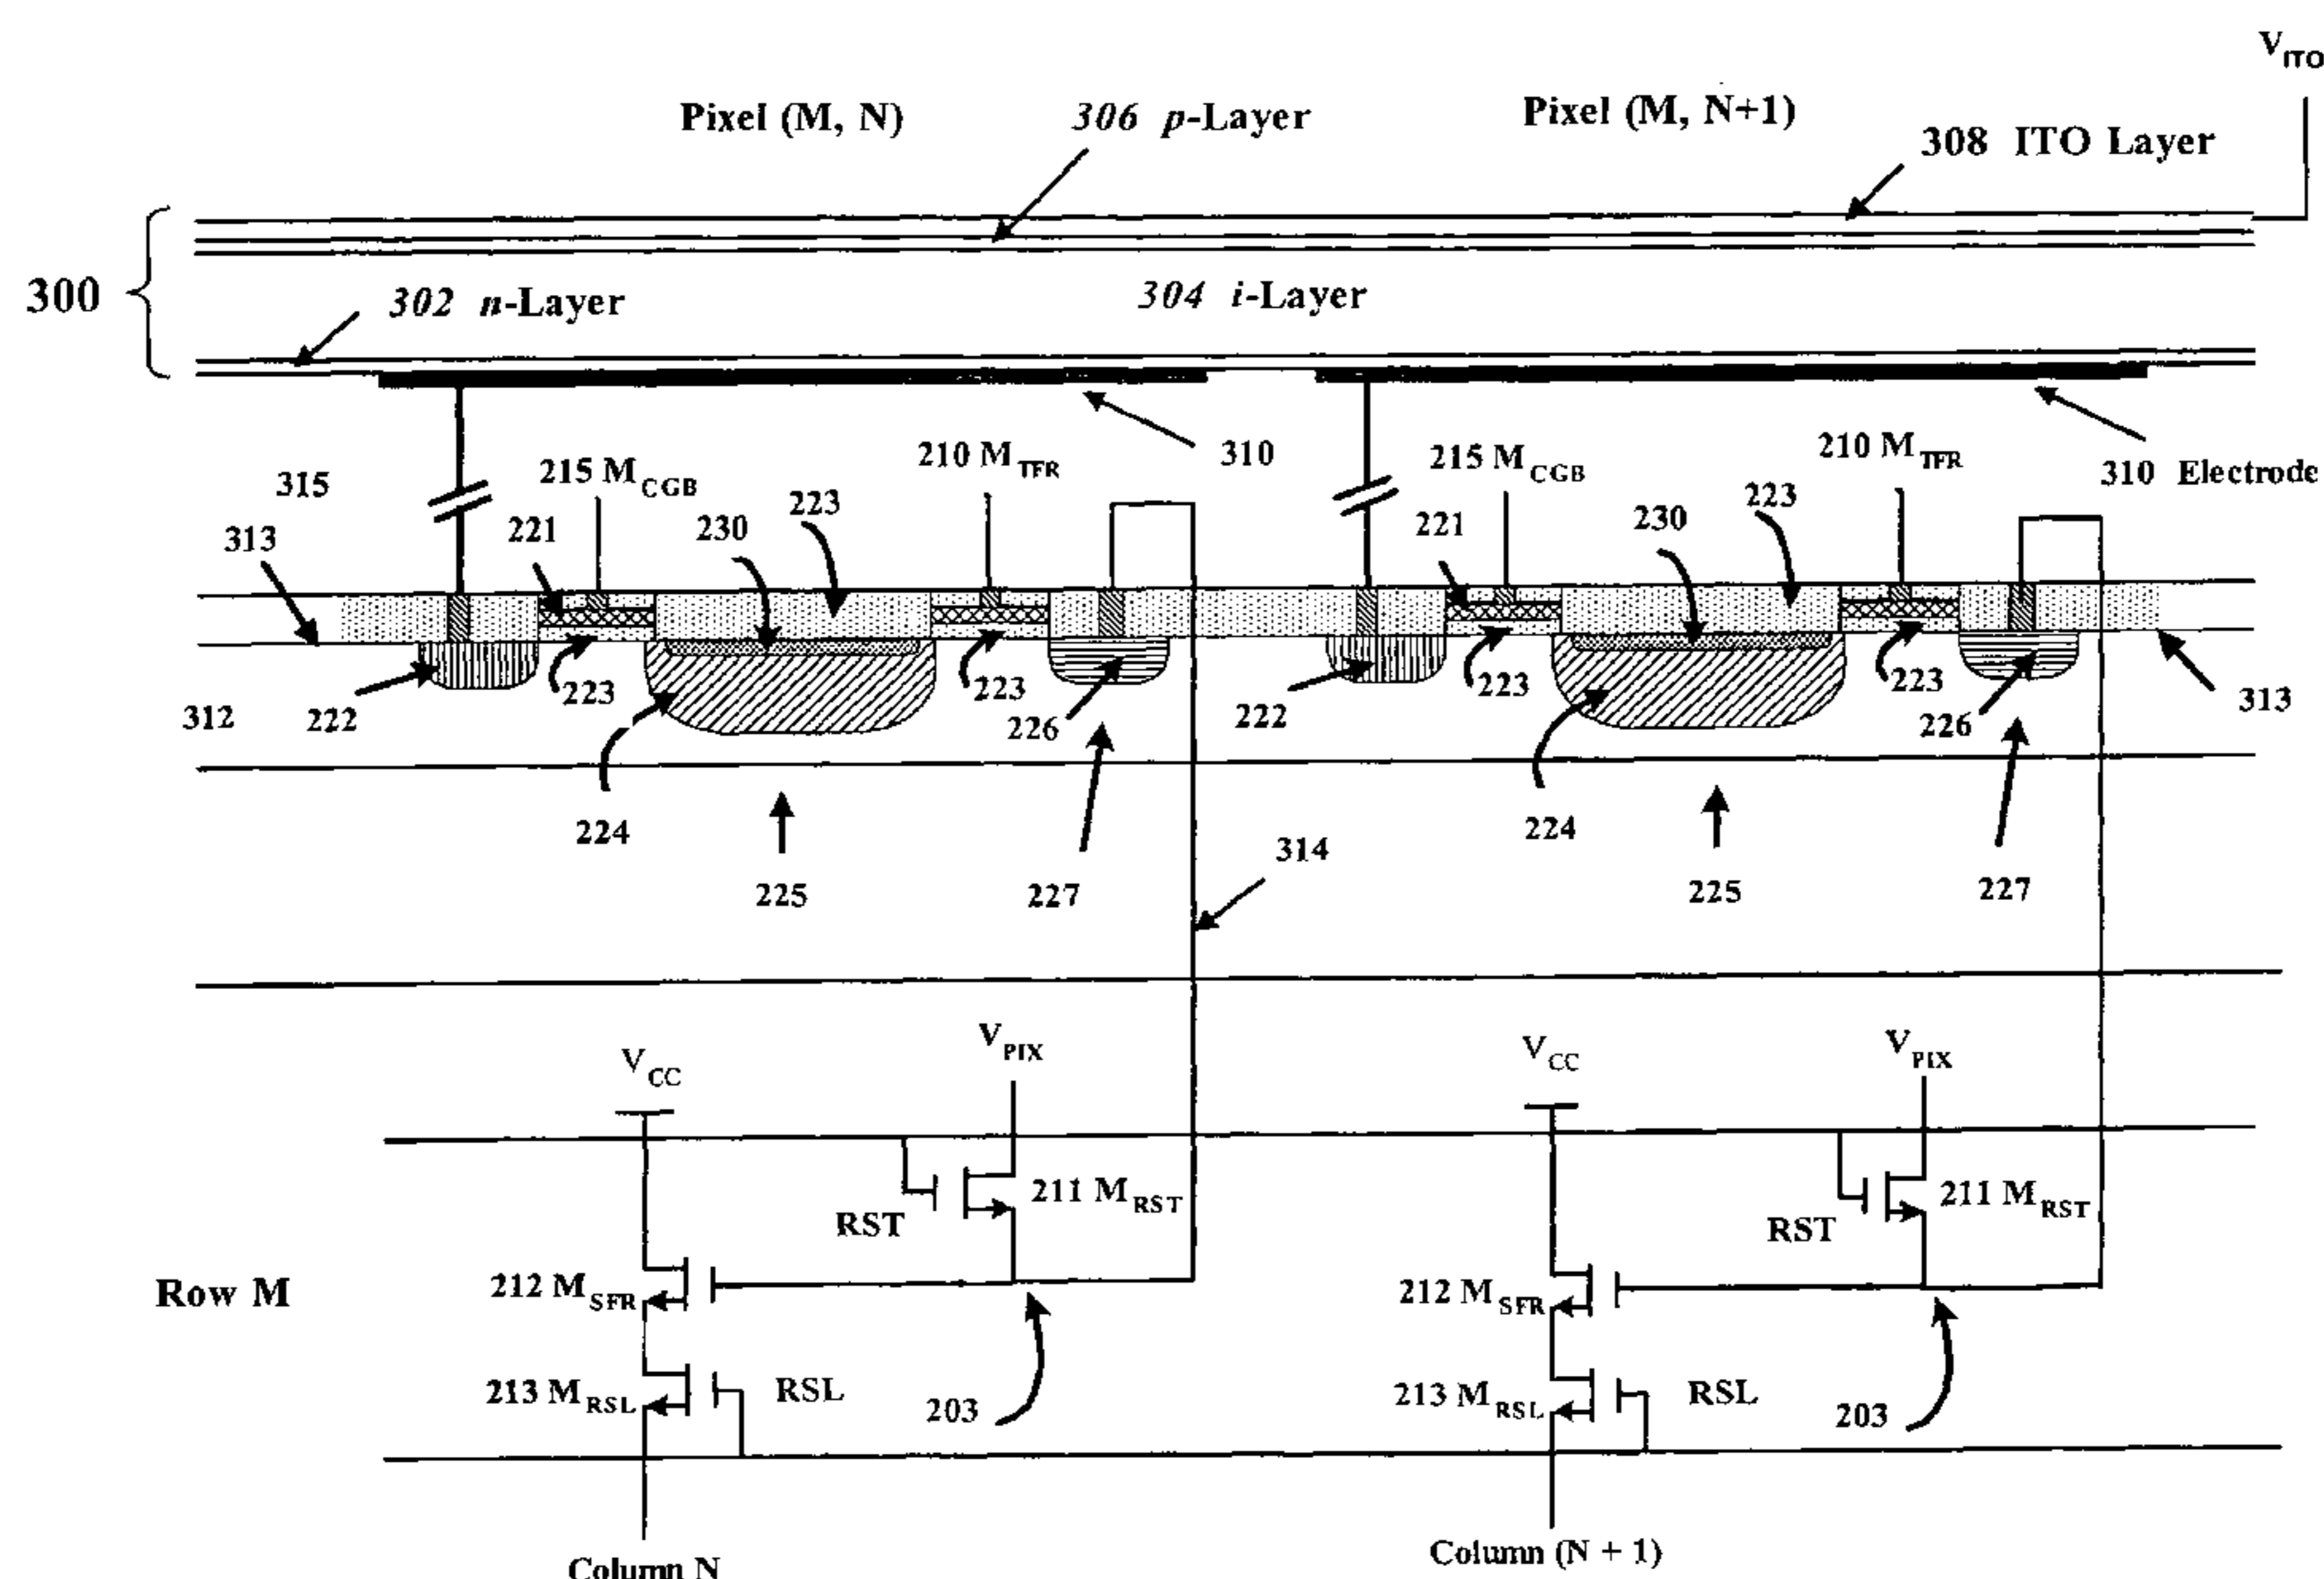 V_ITO
Pixel (M, N)
306 p-Layer
Pixel (M, N+1)
308 ITO Layer
300
302 n-Layer
304 i-Layer
315
215 M_CGB
210 M_TFR
310
215 M_CGB
210 M_TFR
310 Electrode
313
221
230
223
221
230
223
312
222
223
223
226
222
223
223
226
313
224
225
227
314
224
225
227
V_CC
V_PIX
V_CC
V_PIX
RST
211 M_RST
RST
211 M_RST
Row M
212 M_SFR
212 M_SFR
213 M_RSL
RSL
203
213 M_RSL
RSL
203
Column N
Column (N + 1)